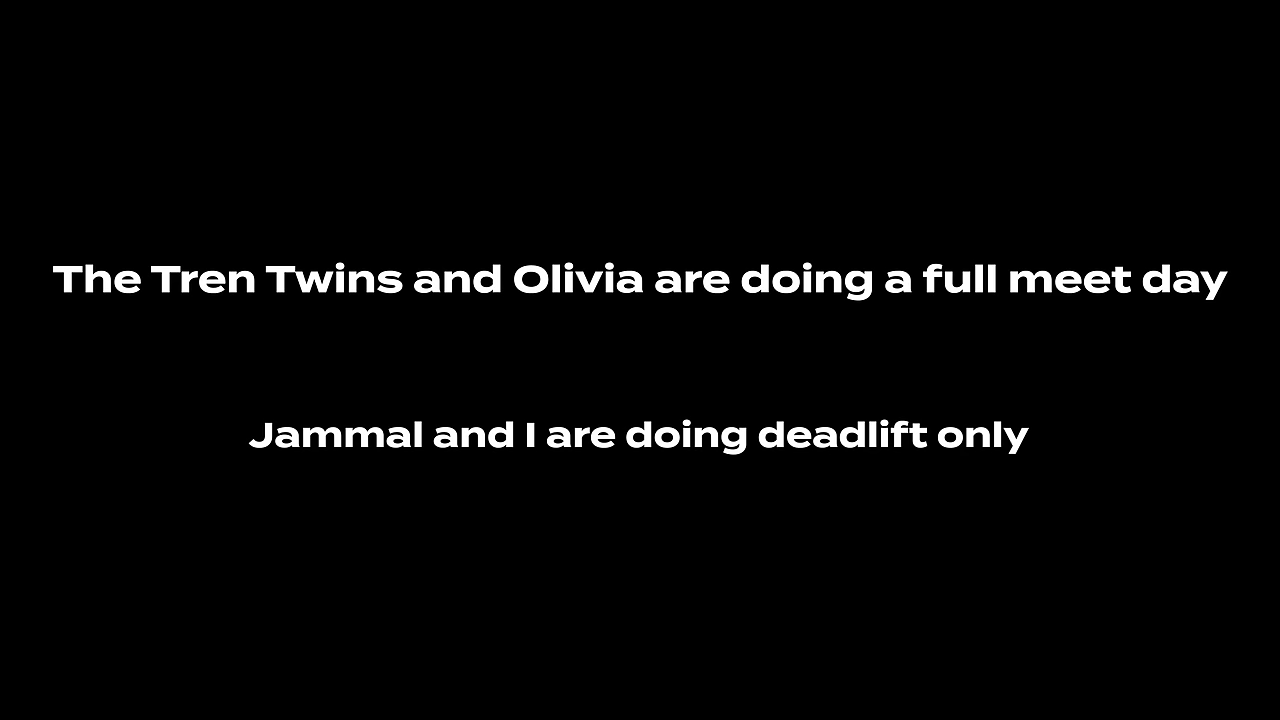 The Tren Twins and Olivia are doing a full meet day
Jammal and I are doing deadlift only